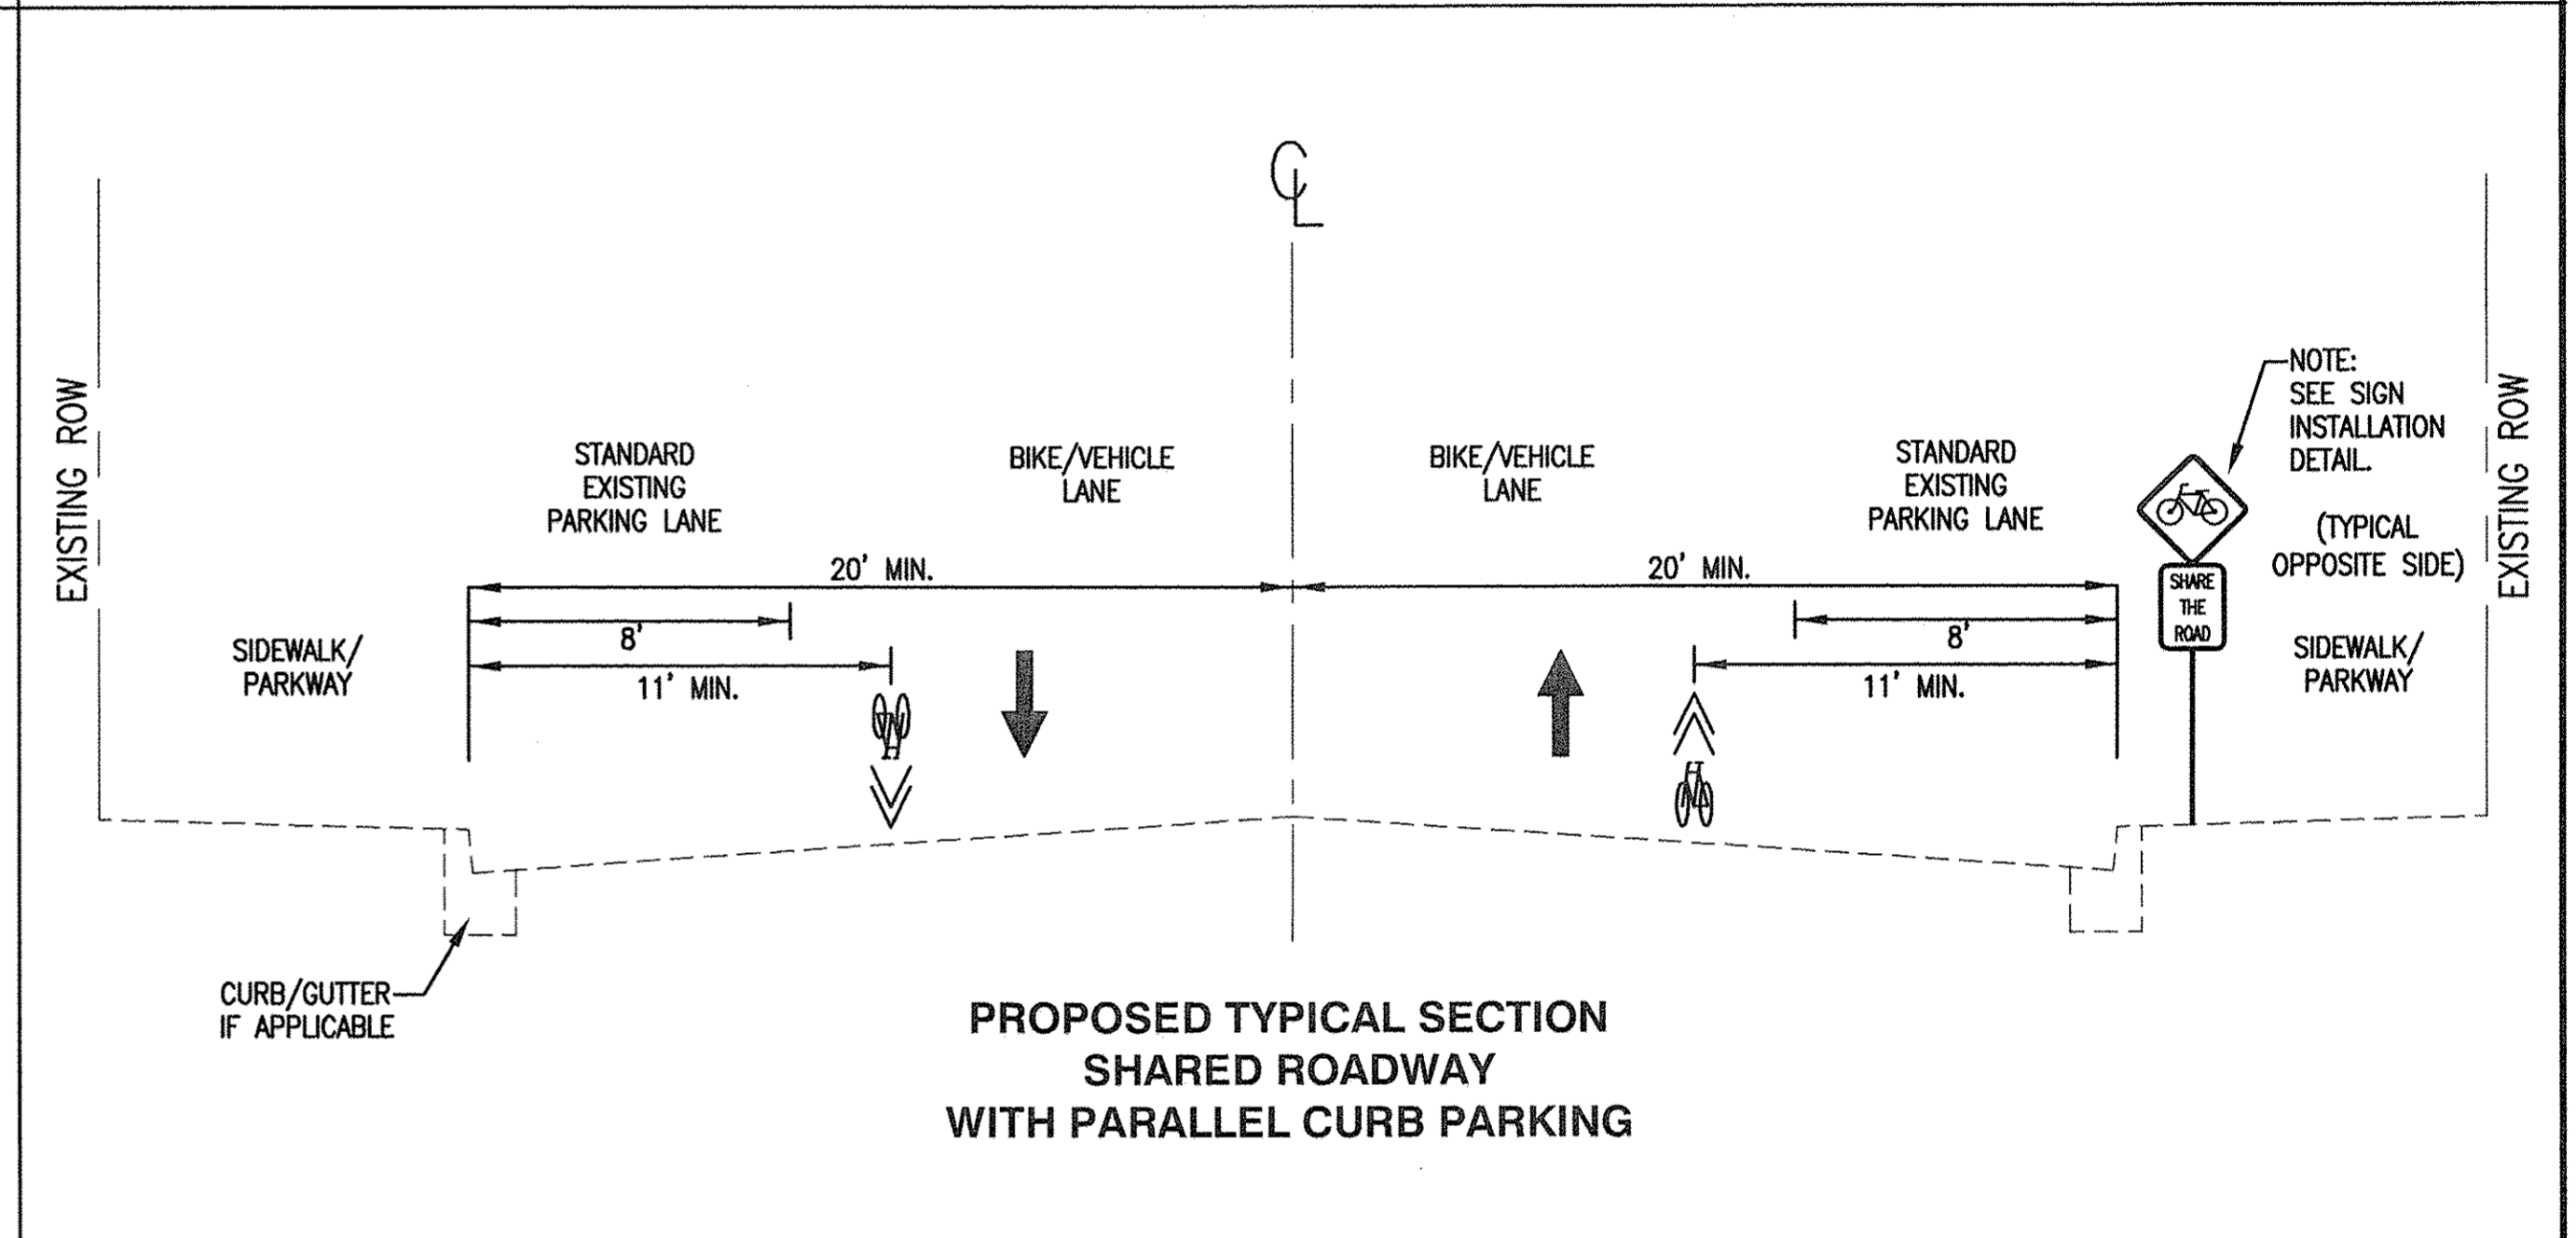 CL
EXISTING ROW
STANDARD
EXISTING
PARKING LANE
BIKE/VEHICLE
LANE
BIKE/VEHICLE
LANE
STANDARD
EXISTING
PARKING LANE
NOTE:
SEE SIGN
INSTALLATION
DETAIL.
(TYPICAL
OPPOSITE SIDE)
EXISTING ROW
20' MIN.
20' MIN.
SHARE
THE
ROAD
8'
8'
SIDEWALK/
PARKWAY
11' MIN.
11' MIN.
SIDEWALK/
PARKWAY
CURB/GUTTER
IF APPLICABLE
PROPOSED TYPICAL SECTION
SHARED ROADWAY
WITH PARALLEL CURB PARKING